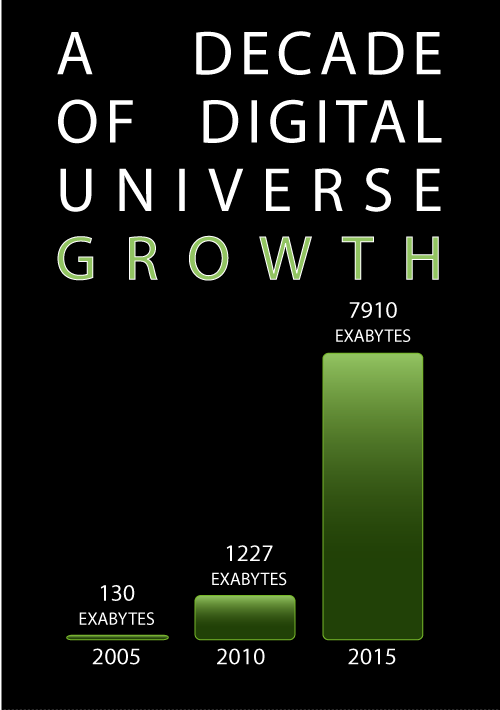 A DECADE
OF DIGITAL
UNIVERSE
GROWTH
7910
EXABYTES
1227
EXABYTES
130
EXABYTES
2005 2010 2015